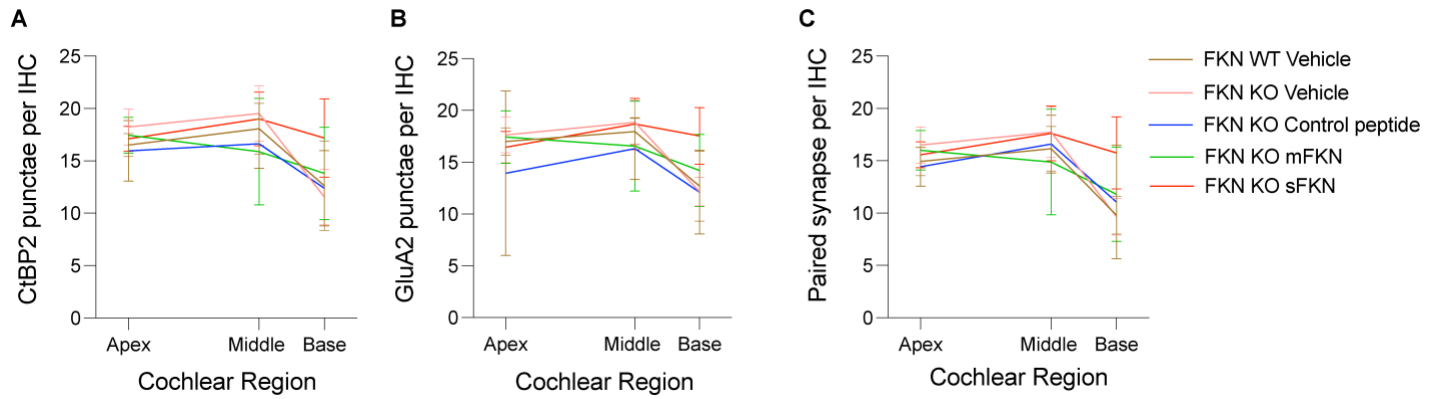 A
CtBP2 punctae per IHC
25
20
15
10
5
0
Apex
Middle
Base
Cochlear Region
B
GluA2 punctae per IHC
25
20
15
10
5
0
Apex
Middle
Base
Cochlear Region
C
Paired synapse per IHC
25
20
15
10
5
0
Apex
Middle
Base
Cochlear Region
FKN WT Vehicle
FKN KO Vehicle
FKN KO Control peptide
FKN KO mFKN
FKN KO sFKN